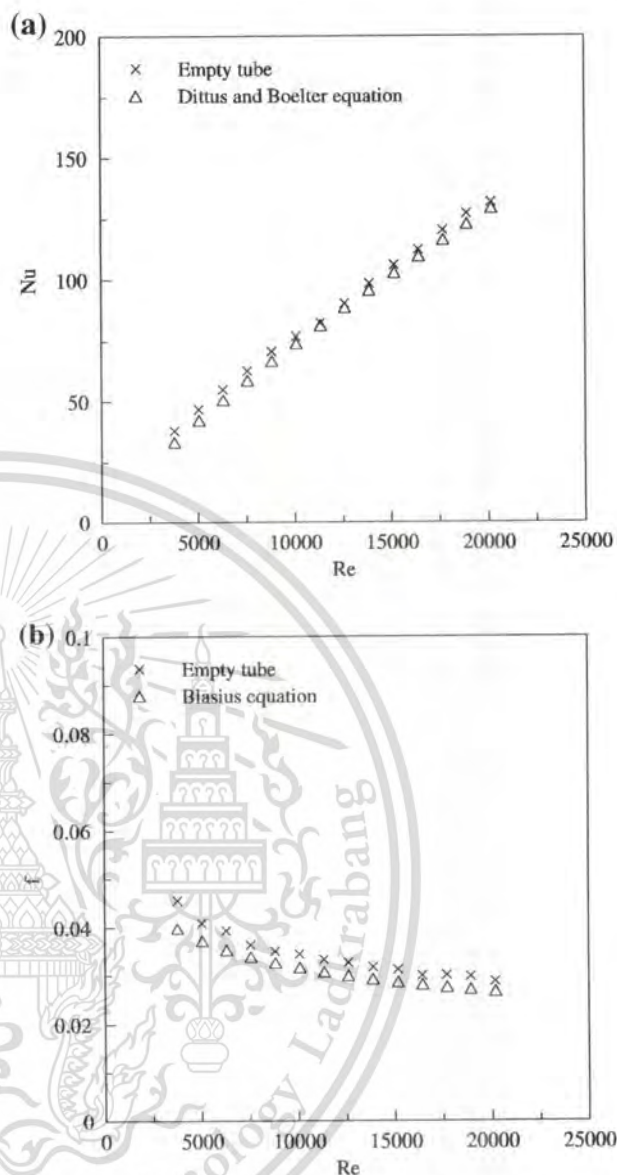 (a)
200
× Empty tube
△ Dittus and Boelter equation
150
Nu
100
50
0
0 5000 10000 15000 20000 25000
Re
(b)
0.1
× Empty tube
△ Blasius equation
0.08
0.06
f
0.04
0.02
0
0 5000 10000 15000 20000 25000
Re
ology Ladkrabang